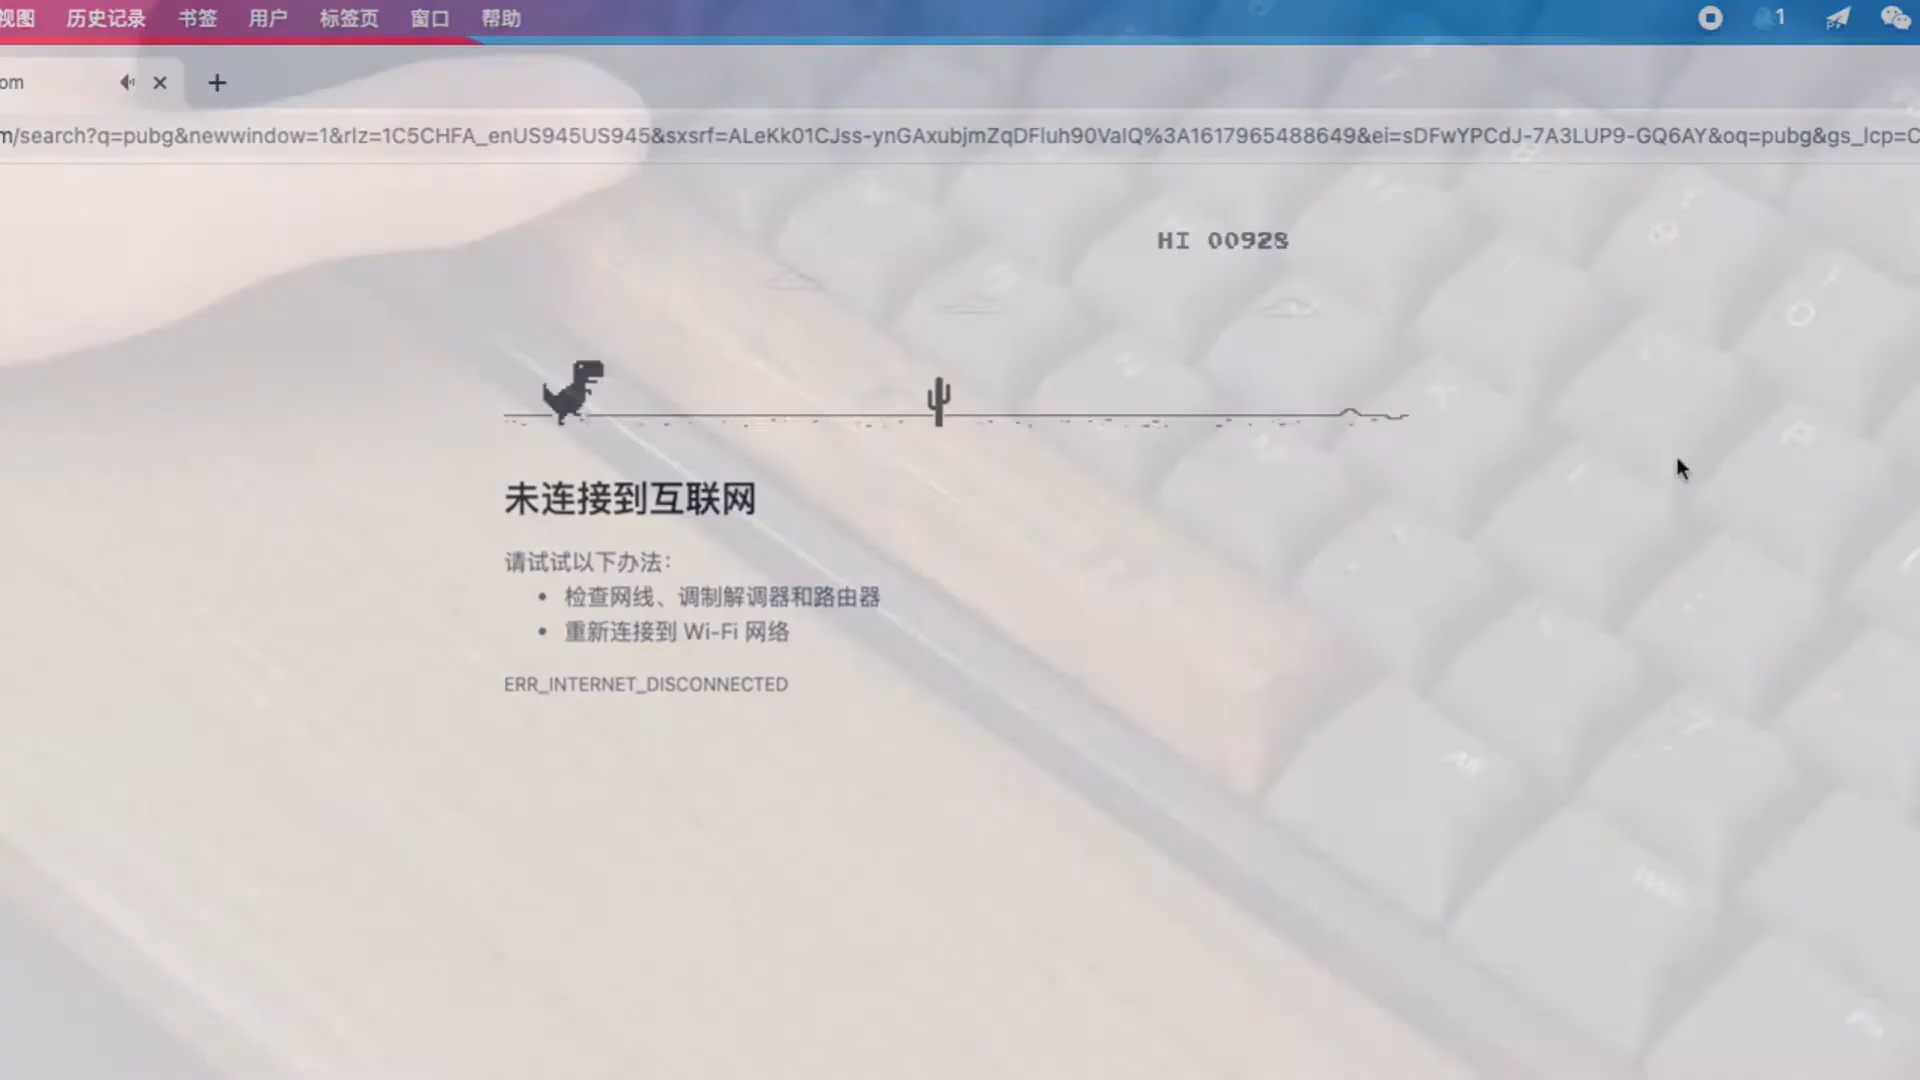 视图 历史记录 书签 用户 标签页 窗口 帮助 1
om
m/search?q=pubg&newwindow=1&rlz=1C5CHFA_enUS945US945&sxsrf=ALeKk01CJss-ynGAxubjmZqDFluh90ValQ%3A1617965488649&ei=sDFwYPCdJ-7A3LUP9-GQ6AY&oq=pubg&gs_lcp=C
HI 00928
未连接到互联网
请试试以下办法：
• 检查网线、调制解调器和路由器
• 重新连接到 Wi-Fi 网络
ERR_INTERNET_DISCONNECTED